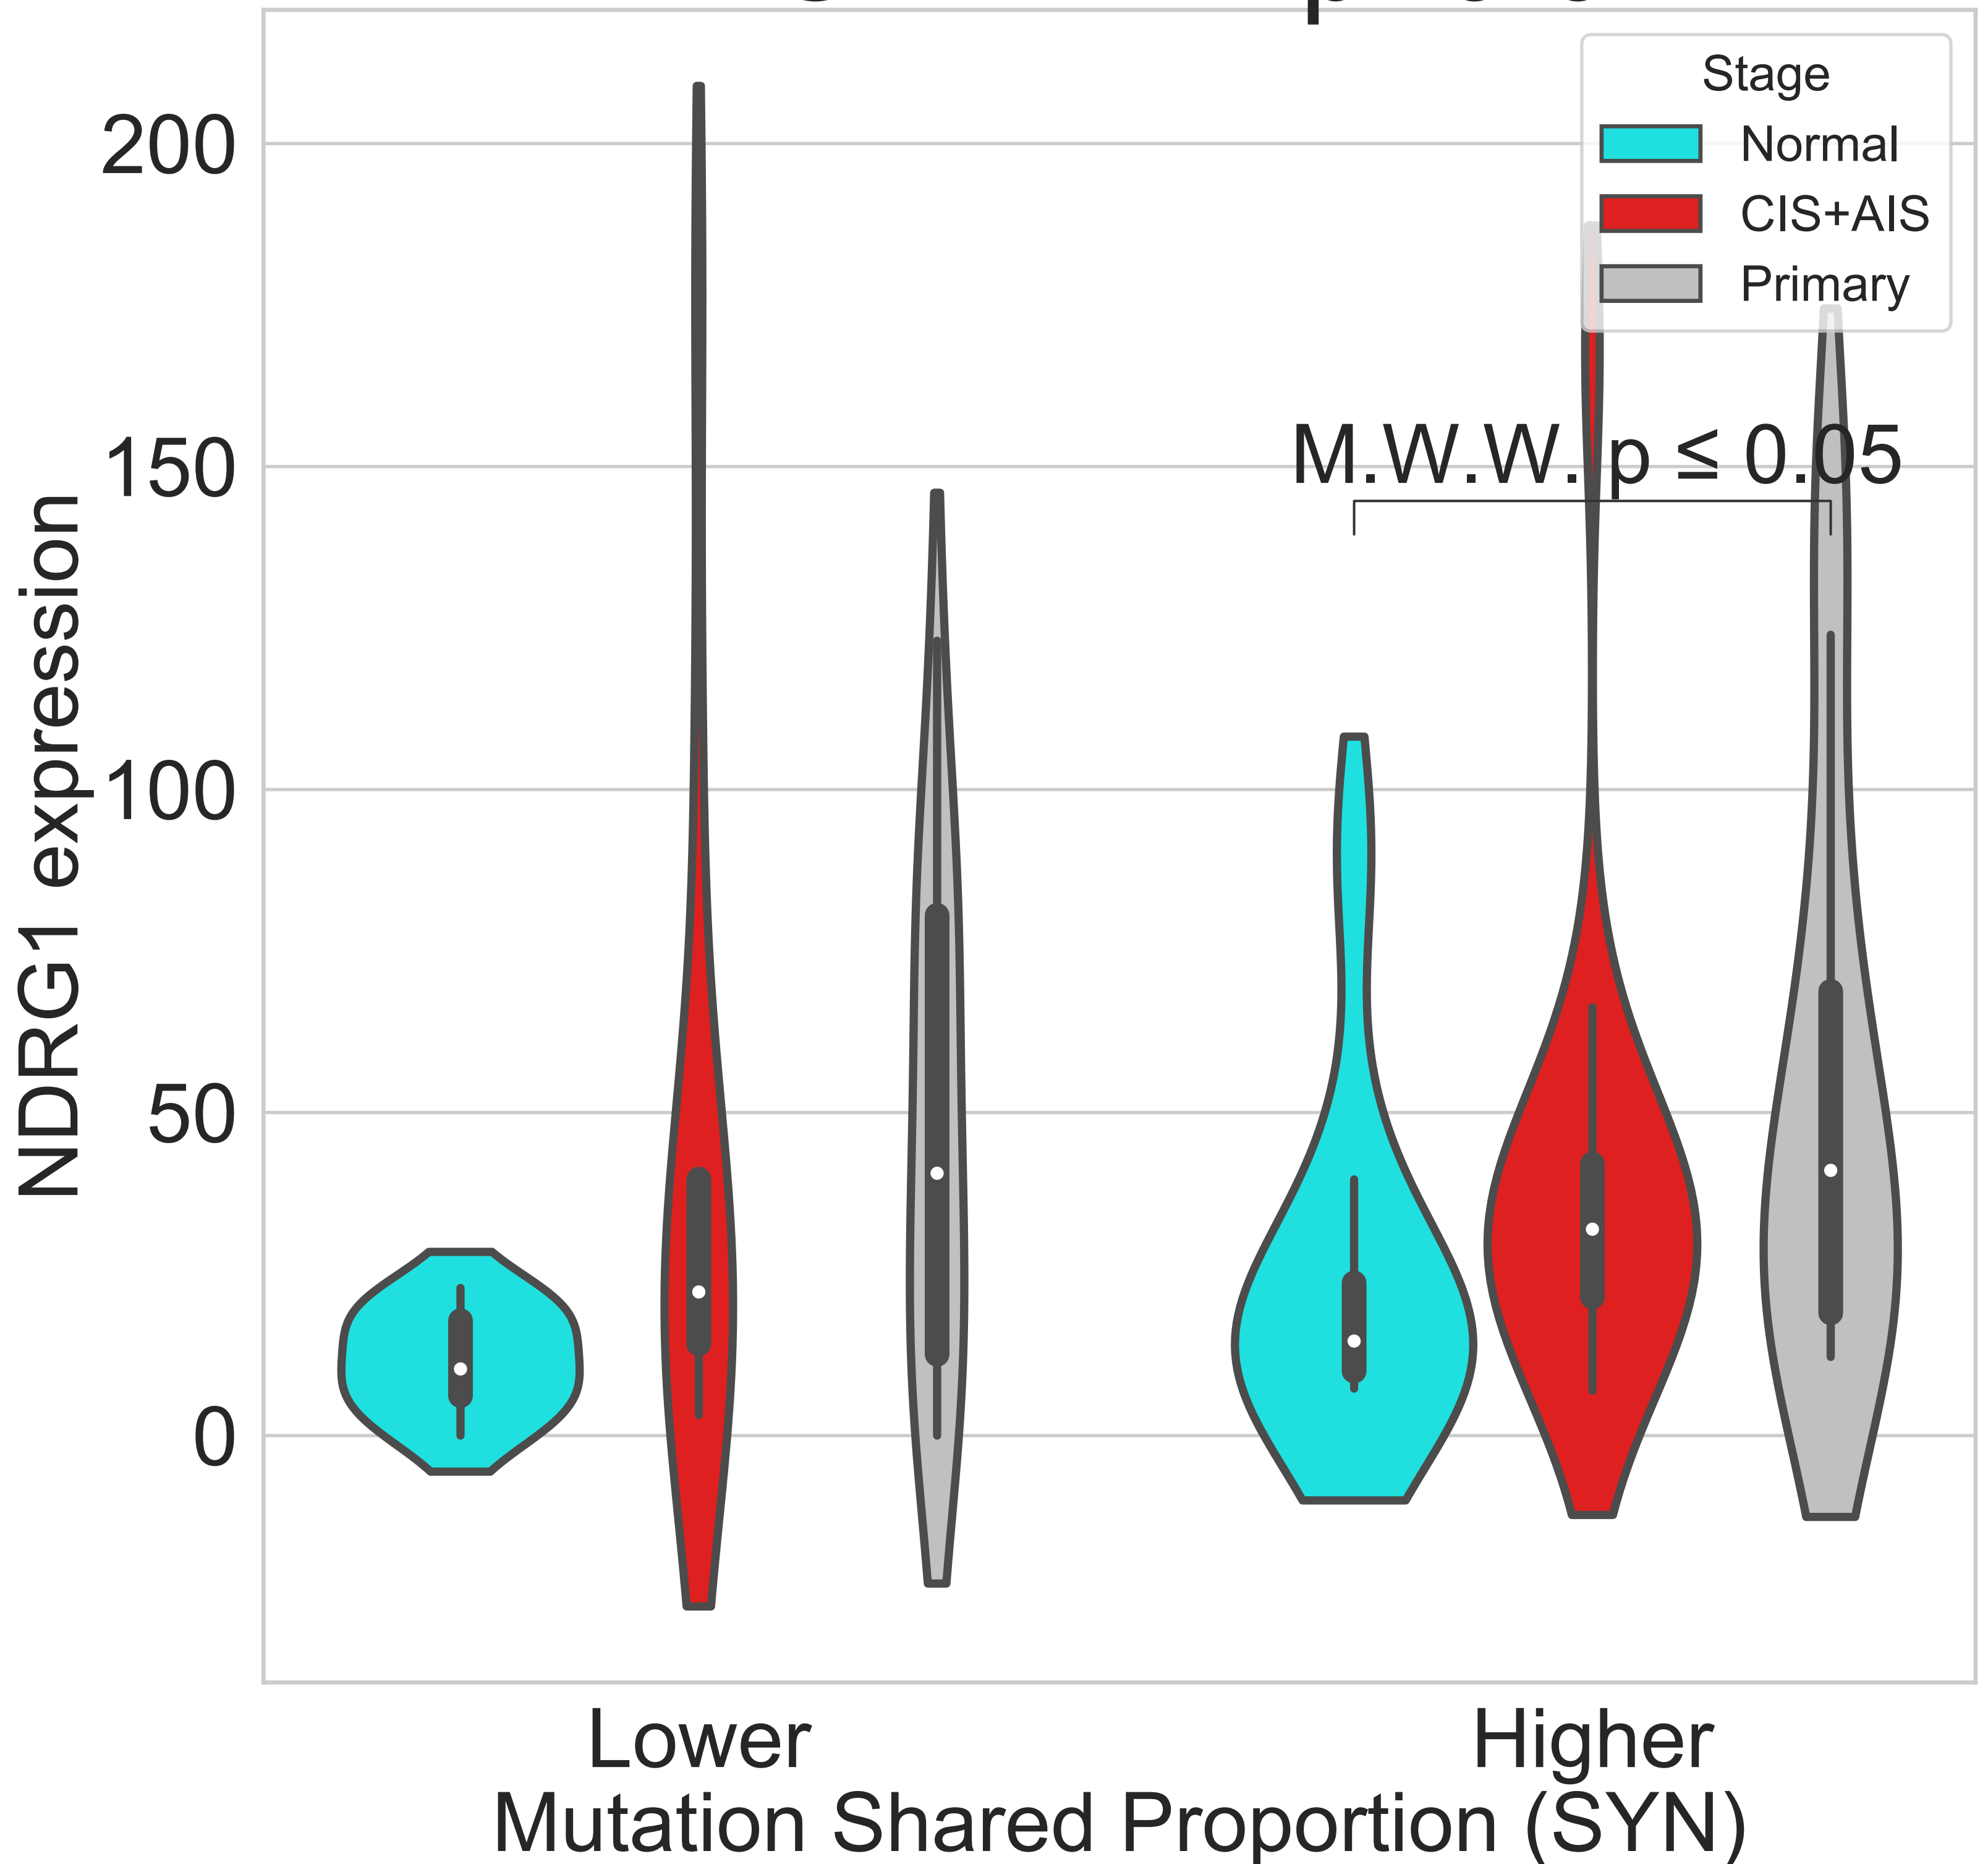 Stage
Normal
CIS+AIS
Primary
M.W.W. p ≤ 0.05
200
150
100
50
0
NDRG1 expression
Lower
Higher
Mutation Shared Proportion (SYN)